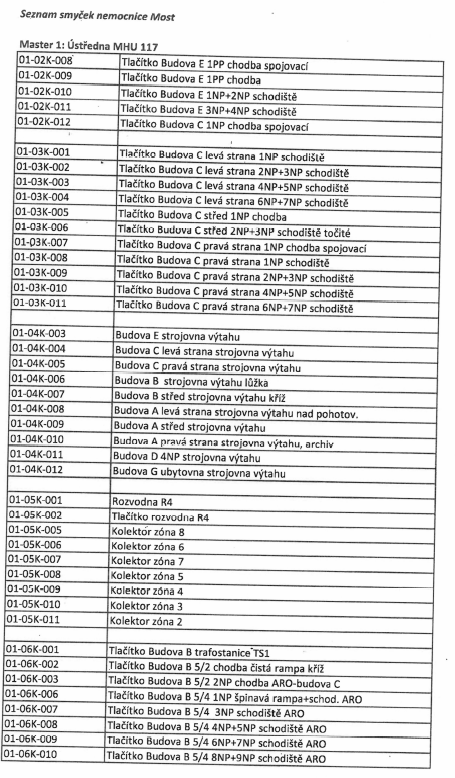 Seznam smyček nemocnice Most
Master 1: Ústředna MHU 117
01-02K-008 Tlačítko Budova E 1PP chodba spojovací
01-02K-009 Tlačítko Budova E 1PP chodba
01-02K-010 Tlačítko Budova E 1NP+2NP schodiště
01-02K-011 Tlačítko Budova E 3NP+4NP schodiště
01-02K-012 Tlačítko Budova C 1NP chodba spojovací
01-03K-001 Tlačítko Budova C levá strana 1NP schodiště
01-03K-002 Tlačítko Budova C levá strana 2NP+3NP schodiště
01-03K-003 Tlačítko Budova C levá strana 4NP+5NP schodiště
01-03K-004 Tlačítko Budova C levá strana 6NP+7NP schodiště
01-03K-005 Tlačítko Budova C střed 1NP chodba
01-03K-006 Tlačítko Budova C střed 2NP+3NP schodiště točité
01-03K-007 Tlačítko Budova C pravá strana 1NP chodba spojovací
01-03K-008 Tlačítko Budova C pravá strana 1NP schodiště
01-03K-009 Tlačítko Budova C pravá strana 2NP+3NP schodiště
01-03K-010 Tlačítko Budova C pravá strana 4NP+5NP schodiště
01-03K-011 Tlačítko Budova C pravá strana 6NP+7NP schodiště
01-04K-003 Budova E strojovna výtahu
01-04K-004 Budova C levá strana strojovna výtahu
01-04K-005 Budova C pravá strana strojovna výtahu
01-04K-006 Budova B strojovna výtahu lůžka
01-04K-007 Budova B střed strojovna výtahu kříž
01-04K-008 Budova A levá strana strojovna výtahu nad pohotov.
01-04K-009 Budova A střed strojovna výtahu
01-04K-010 Budova A pravá strana strojovna výtahu, archiv
01-04K-011 Budova D 4NP strojovna výtahu
01-04K-012 Budova G ubytovna strojovna výtahu
01-05K-001 Rozvodna R4
01-05K-002 Tlačítko rozvodna R4
01-05K-005 Kolektor zóna 8
01-05K-006 Kolektor zóna 6
01-05K-007 Kolektor zóna 7
01-05K-008 Kolektor zóna 5
01-05K-009 Kolektor zóna 4
01-05K-010 Kolektor zóna 3
01-05K-011 Kolektor zóna 2
01-06K-001 Tlačítko Budova B trafostanice TS1
01-06K-002 Tlačítko Budova B 5/2 chodba čistá rampa kříž
01-06K-003 Tlačítko Budova B 5/2 2NP chodba ARO-budova C
01-06K-006 Tlačítko Budova B 5/4 1NP špinavá rampa+schod. ARO
01-06K-007 Tlačítko Budova B 5/4 3NP schodiště ARO
01-06K-008 Tlačítko Budova B 5/4 4NP+5NP schodiště ARO
01-06K-009 Tlačítko Budova B 5/4 6NP+7NP schodiště ARO
01-06K-010 Tlačítko Budova B 5/4 8NP+9NP schodiště ARO